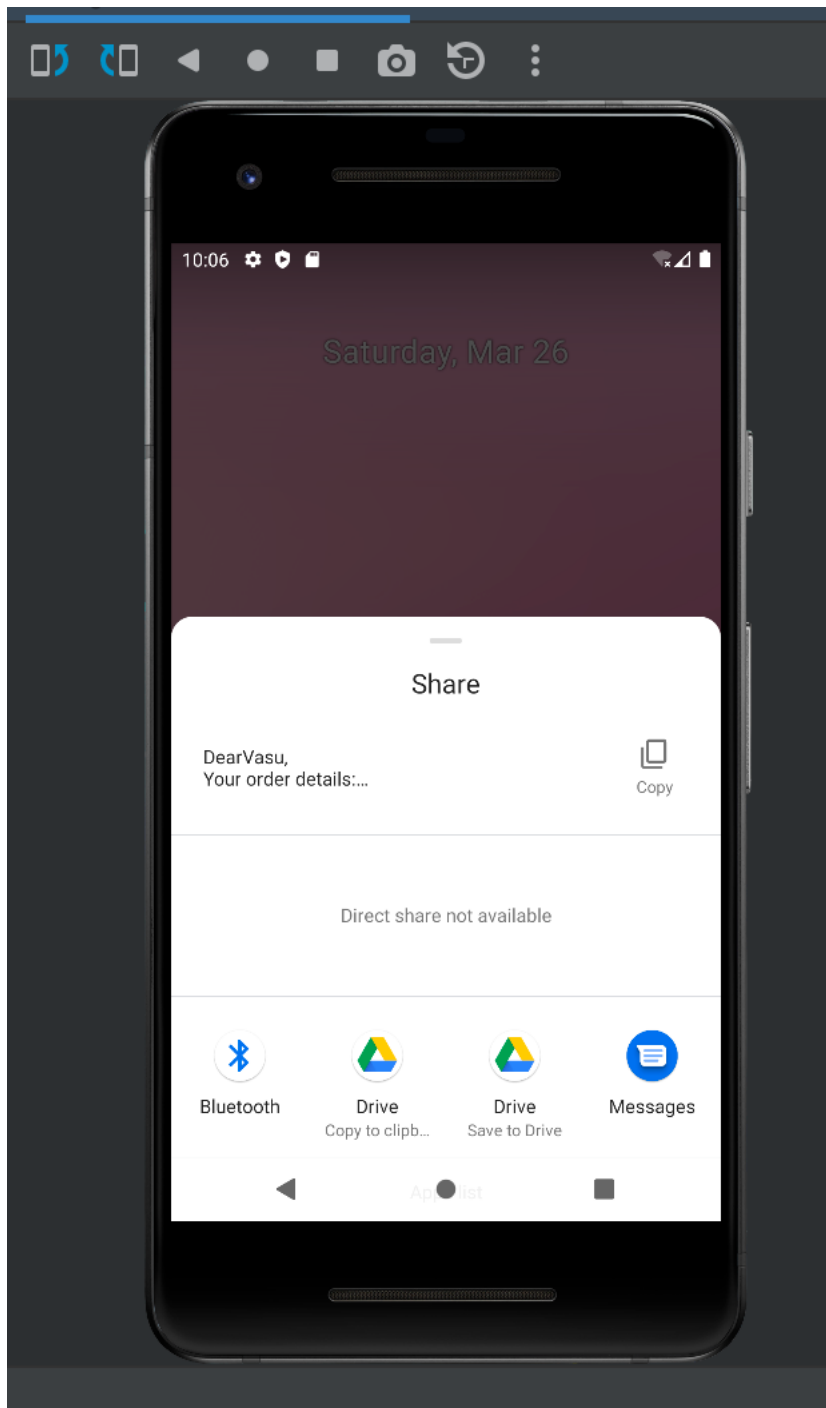 10:06
Saturday, Mar 26
Share
DearVasu,
Your order details:...
Copy
Direct share not available
Bluetooth
Drive
Copy to clipb...
Drive
Save to Drive
Messages